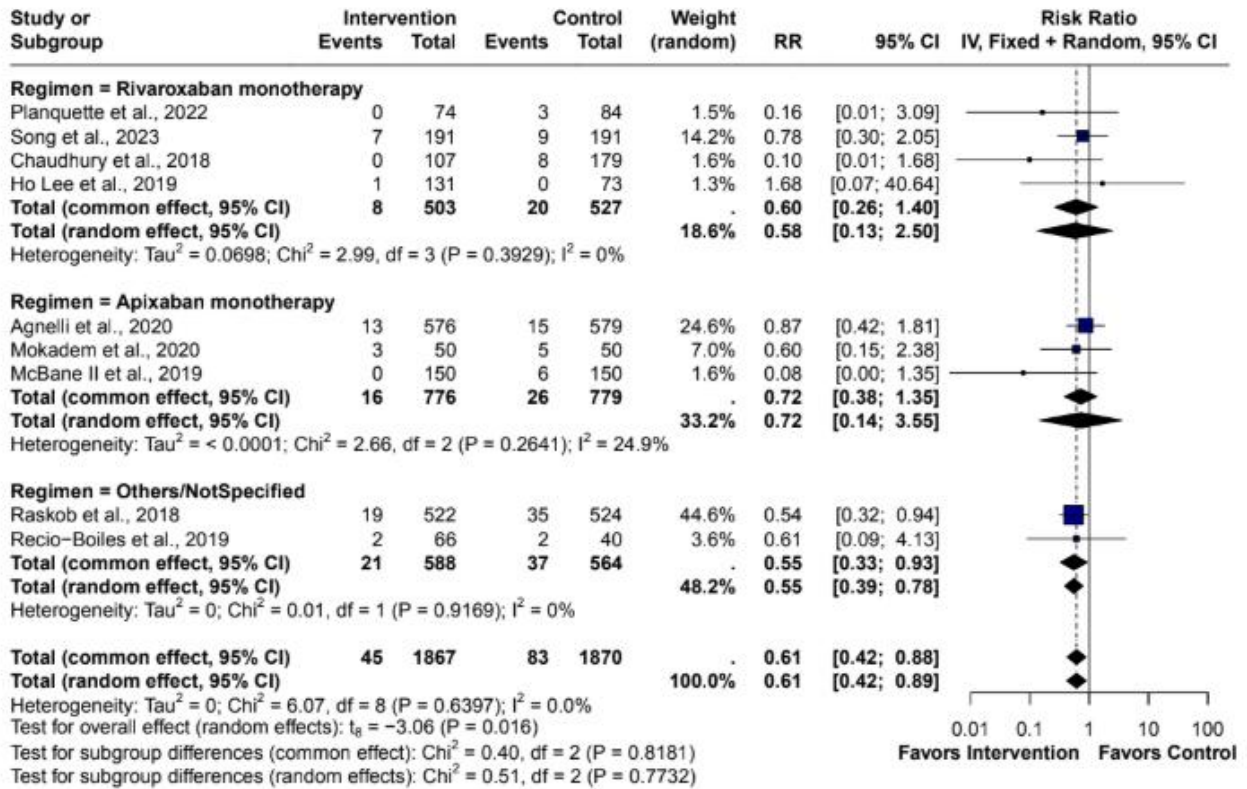 Study or Intervention Control Weight Risk Ratio
Subgroup Events Total Events Total (random) RR 95% CI IV, Fixed + Random, 95% CI
Regimen = Rivaroxaban monotherapy
Planquette et al., 2022 0 74 3 84 1.5% 0.16 [0.01; 3.09]
Song et al., 2023 7 191 9 191 14.2% 0.78 [0.30; 2.05]
Chaudhury et al., 2018 0 107 8 179 1.6% 0.10 [0.01; 1.68]
Ho Lee et al., 2019 1 131 0 73 1.3% 1.68 [0.07; 40.64]
Total (common effect, 95% CI) 8 503 20 527 . 0.60 [0.26; 1.40]
Total (random effect, 95% CI) 18.6% 0.58 [0.13; 2.50]
Heterogeneity: Tau² = 0.0698; Chi² = 2.99, df = 3 (P = 0.3929); I² = 0%
Regimen = Apixaban monotherapy
Agnelli et al., 2020 13 576 15 579 24.6% 0.87 [0.42; 1.81]
Mokadem et al., 2020 3 50 5 50 7.0% 0.60 [0.15; 2.38]
McBane II et al., 2019 0 150 6 150 1.6% 0.08 [0.00; 1.35]
Total (common effect, 95% CI) 16 776 26 779 . 0.72 [0.38; 1.35]
Total (random effect, 95% CI) 33.2% 0.72 [0.14; 3.55]
Heterogeneity: Tau² = < 0.0001; Chi² = 2.66, df = 2 (P = 0.2641); I² = 24.9%
Regimen = Others/NotSpecified
Raskob et al., 2018 19 522 35 524 44.6% 0.54 [0.32; 0.94]
Recio−Boiles et al., 2019 2 66 2 40 3.6% 0.61 [0.09; 4.13]
Total (common effect, 95% CI) 21 588 37 564 . 0.55 [0.33; 0.93]
Total (random effect, 95% CI) 48.2% 0.55 [0.39; 0.78]
Heterogeneity: Tau² = 0; Chi² = 0.01, df = 1 (P = 0.9169); I² = 0%
Total (common effect, 95% CI) 45 1867 83 1870 . 0.61 [0.42; 0.88]
Total (random effect, 95% CI) 100.0% 0.61 [0.42; 0.89]
Heterogeneity: Tau² = 0; Chi² = 6.07, df = 8 (P = 0.6397); I² = 0.0%
Test for overall effect (random effects): t₈ = −3.06 (P = 0.016)
0.01 0.1 1 10 100
Test for subgroup differences (common effect): Chi² = 0.40, df = 2 (P = 0.8181)
Favors Intervention Favors Control
Test for subgroup differences (random effects): Chi² = 0.51, df = 2 (P = 0.7732)